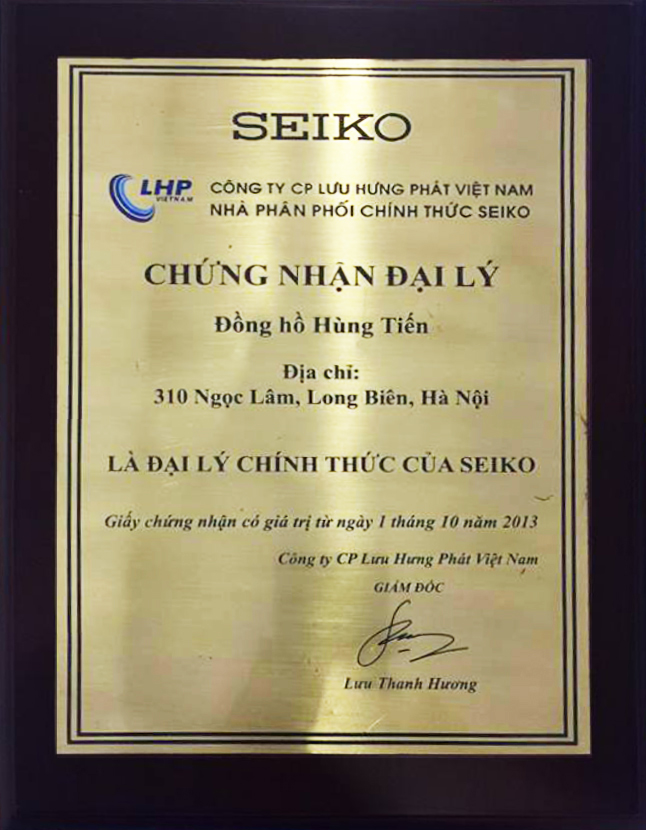 SEIKO
LHP
VIETNAM
CÔNG TY CP LƯU HƯNG PHÁT VIỆT NAM
NHÀ PHÂN PHỐI CHÍNH THỨC SEIKO
CHỨNG NHẬN ĐẠI LÝ
Đồng hồ Hùng Tiến
Địa chỉ:
310 Ngọc Lâm, Long Biên, Hà Nội
LÀ ĐẠI LÝ CHÍNH THỨC CỦA SEIKO
Giấy chứng nhận có giá trị từ ngày 1 tháng 10 năm 2013
Công ty CP Lưu Hưng Phát Việt Nam
GIÁM ĐỐC
Lưu Thanh Hương